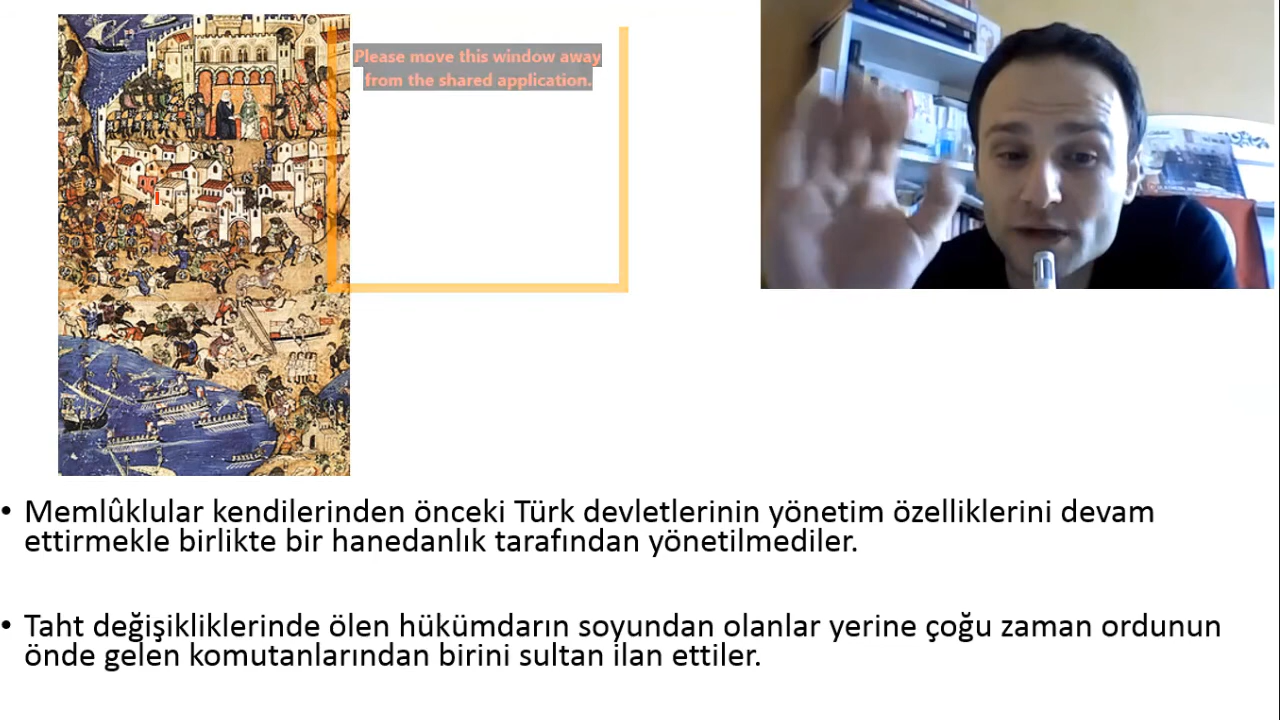 Please move this window away
from the shared application.
• Memlûklular kendilerinden önceki Türk devletlerinin yönetim özelliklerini devam
ettirmekle birlikte bir hanedanlık tarafından yönetilmediler.
• Taht değişikliklerinde ölen hükümdarın soyundan olanlar yerine çoğu zaman ordunun
önde gelen komutanlarından birini sultan ilan ettiler.